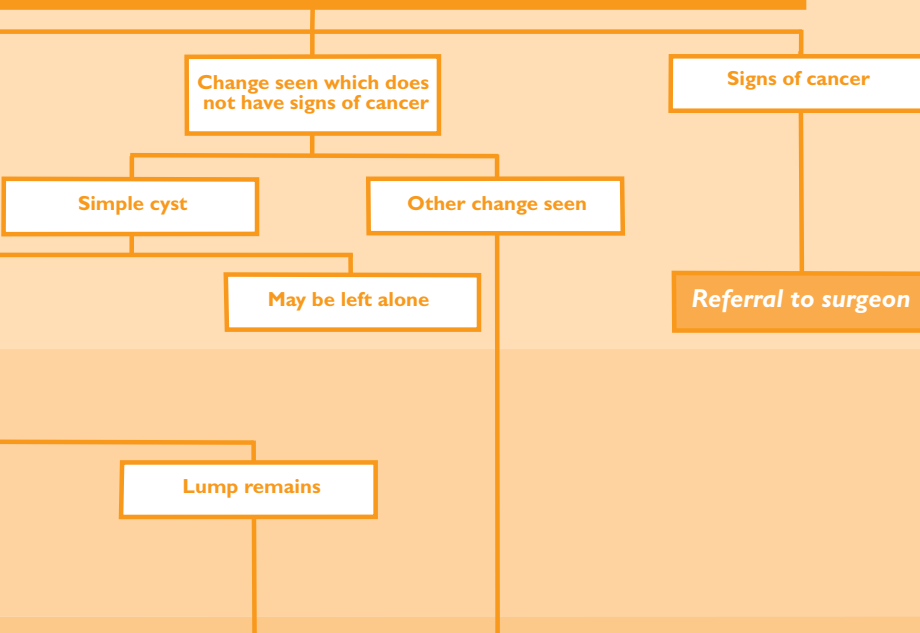 Change seen which does
not have signs of cancer
Signs of cancer
Simple cyst
Other change seen
May be left alone
Referral to surgeon
Lump remains